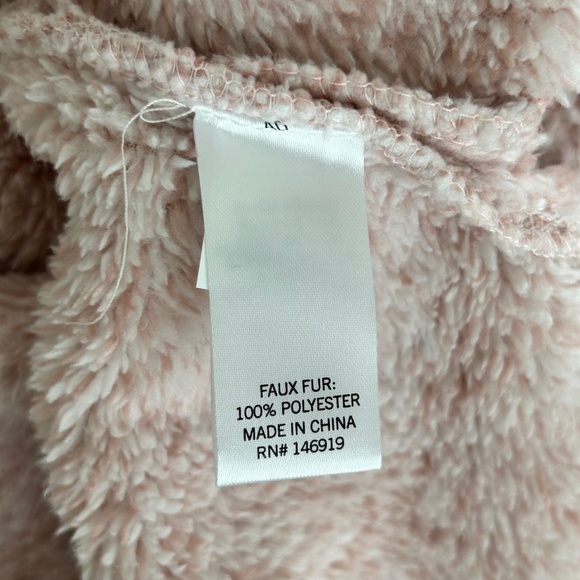 FAUX FUR:
100% POLYESTER
MADE IN CHINA
RN# 146919